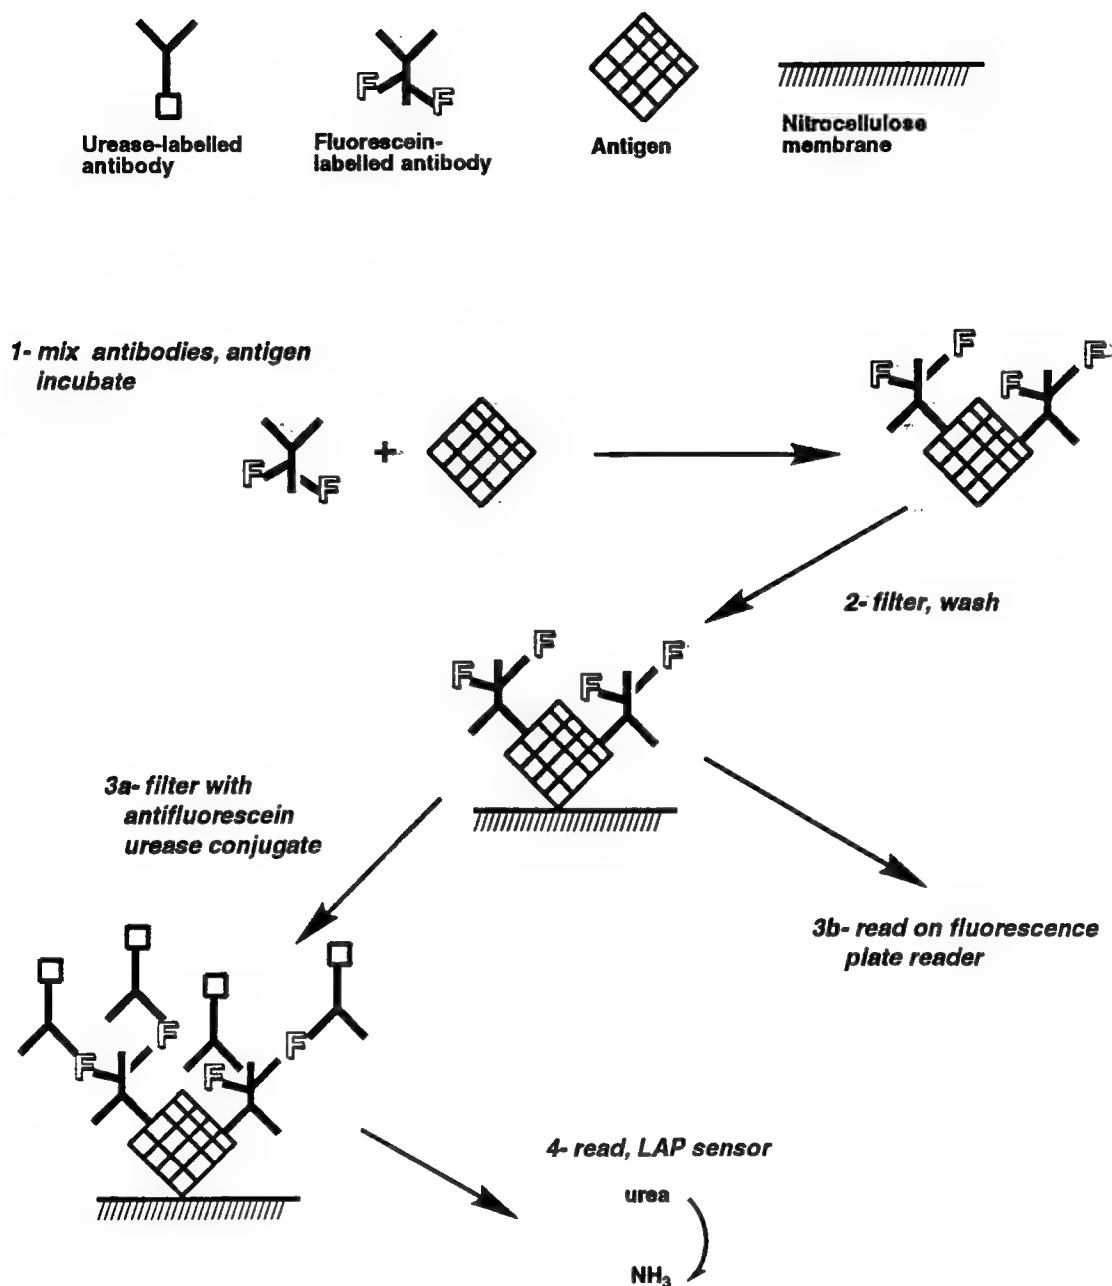 Urease-labelled
antibody
Fluorescein-
labelled antibody
Antigen
Nitrocellulose
membrane
1- mix antibodies, antigen
incubate
F
F
+
F
F
F
F
2- filter, wash
F
F
F
F
3a- filter with
antifluorescein
urease conjugate
3b- read on fluorescence
plate reader
F
F
F
F
4- read, LAP sensor
urea
NH₃
F
F